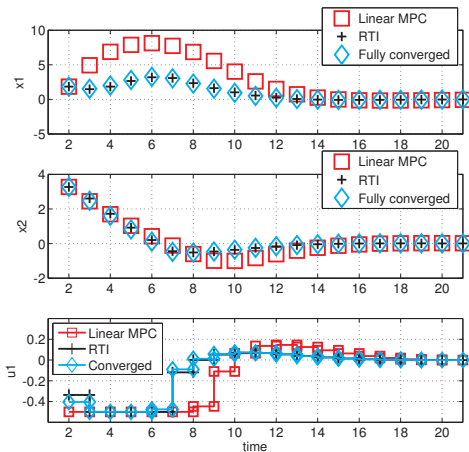 10
5
0
-5
x1
2 4 6 8 10 12 14 16 18 20
Linear MPC
RTI
Fully converged
4
2
0
-2
x2
2 4 6 8 10 12 14 16 18 20
Linear MPC
RTI
Fully converged
0.2
0
-0.2
-0.4
u1
Linear MPC
RTI
Converged
2 4 6 8 10 12 14 16 18 20
time